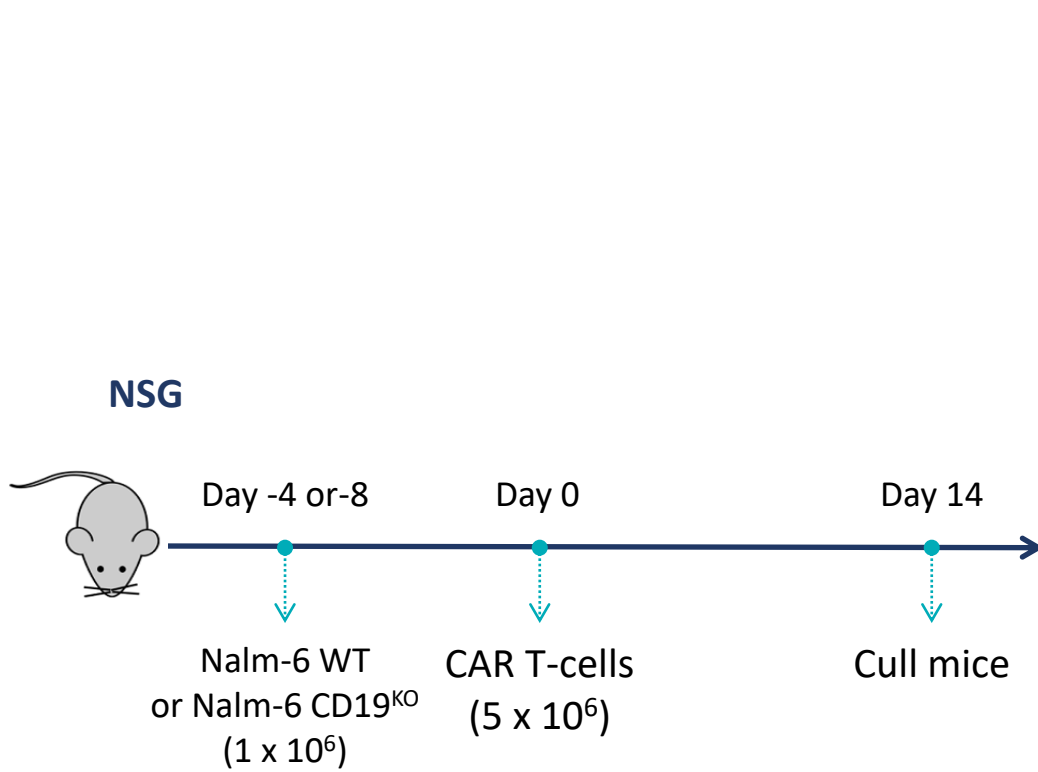 NSG
Day -4 or-8
Day 0
Day 14
Nalm-6 WT
or Nalm-6 CD19ᴷᴼ
(1 x 10⁶)
CAR T-cells
(5 x 10⁶)
Cull mice